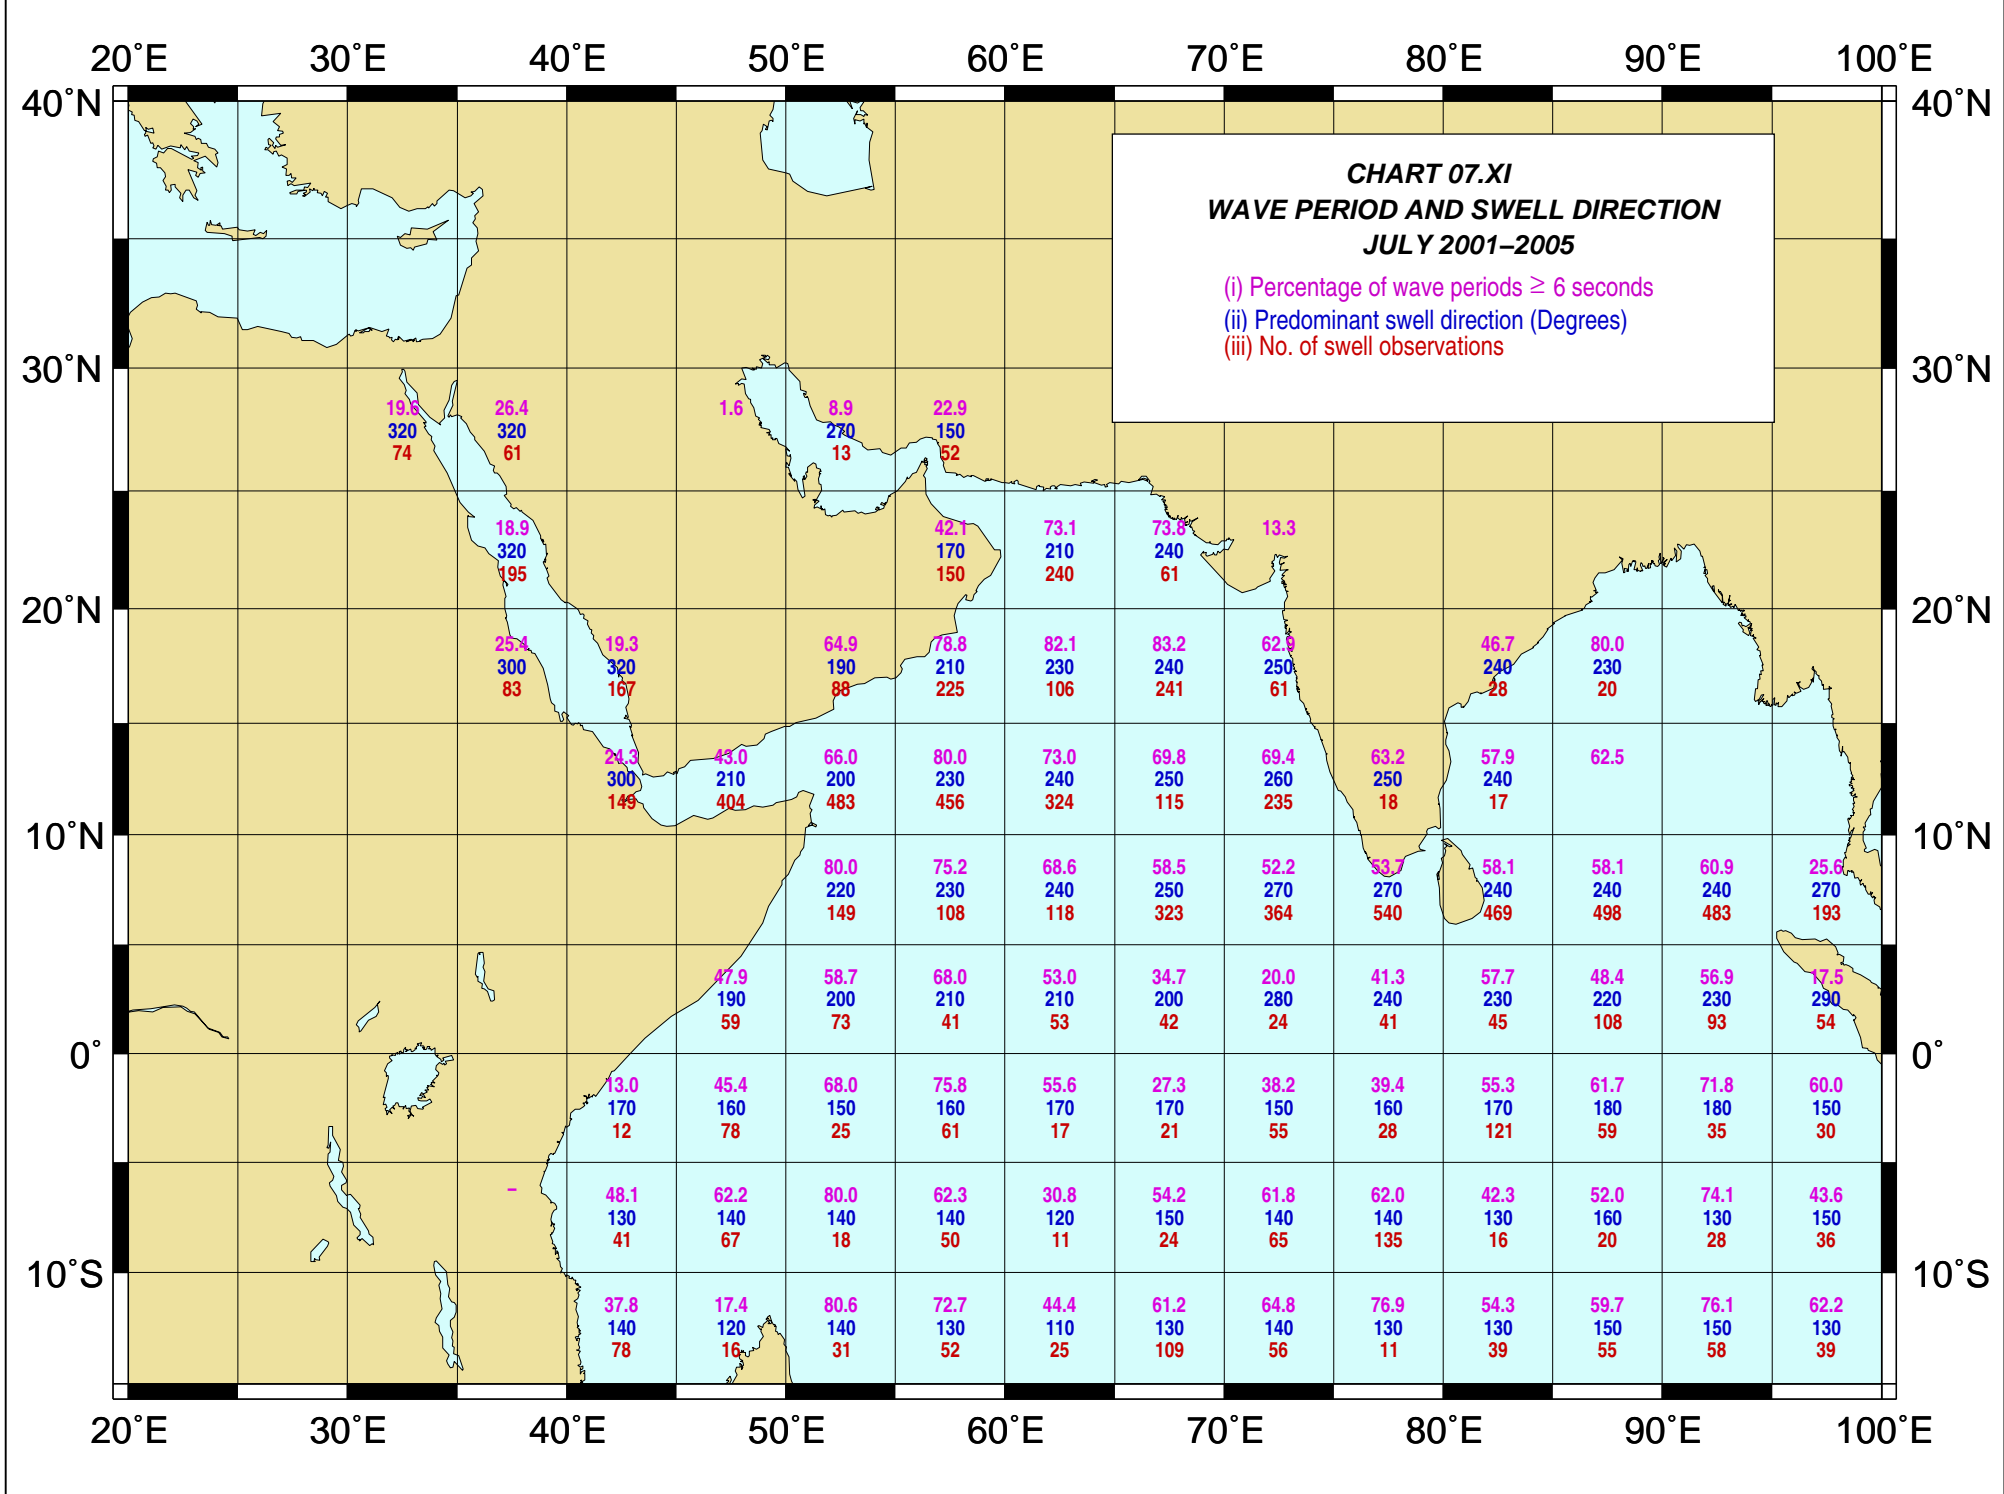 20°E 30°E 40°E 50°E 60°E 70°E 80°E 90°E 100°E
40°N 40°N
CHART 07.XI
WAVE PERIOD AND SWELL DIRECTION
JULY 2001–2005
(i) Percentage of wave periods ≥ 6 seconds
(ii) Predominant swell direction (Degrees)
(iii) No. of swell observations
30°N 30°N
19.6 26.4 1.6 8.9 22.9
320 320 270 150
74 61 13 52
18.9 42.1 73.1 73.8 13.3
320 170 210 240
195 150 240 61
20°N 20°N
25.4 19.3 64.9 78.8 82.1 83.2 62.9 46.7 80.0
300 320 190 210 230 240 250 240 230
83 167 88 225 106 241 61 28 20
24.3 43.0 66.0 80.0 73.0 69.8 69.4 63.2 57.9 62.5
300 210 200 230 240 250 260 250 240
149 404 483 456 324 115 235 18 17
10°N 10°N
80.0 75.2 68.6 58.5 52.2 53.7 58.1 58.1 60.9 25.6
220 230 240 250 270 270 240 240 240 270
149 108 118 323 364 540 469 498 483 193
47.9 58.7 68.0 53.0 34.7 20.0 41.3 57.7 48.4 56.9 17.5
190 200 210 210 200 280 240 230 220 230 290
59 73 41 53 42 24 41 45 108 93 54
0° 0°
13.0 45.4 68.0 75.8 55.6 27.3 38.2 39.4 55.3 61.7 71.8 60.0
170 160 150 160 170 170 150 160 170 180 180 150
12 78 25 61 17 21 55 28 121 59 35 30
– 48.1 62.2 80.0 62.3 30.8 54.2 61.8 62.0 42.3 52.0 74.1 43.6
130 140 140 140 120 150 140 140 130 160 130 150
41 67 18 50 11 24 65 135 16 20 28 36
10°S 10°S
37.8 17.4 80.6 72.7 44.4 61.2 64.8 76.9 54.3 59.7 76.1 62.2
140 120 140 130 110 130 140 130 130 150 150 130
78 16 31 52 25 109 56 11 39 55 58 39
20°E 30°E 40°E 50°E 60°E 70°E 80°E 90°E 100°E